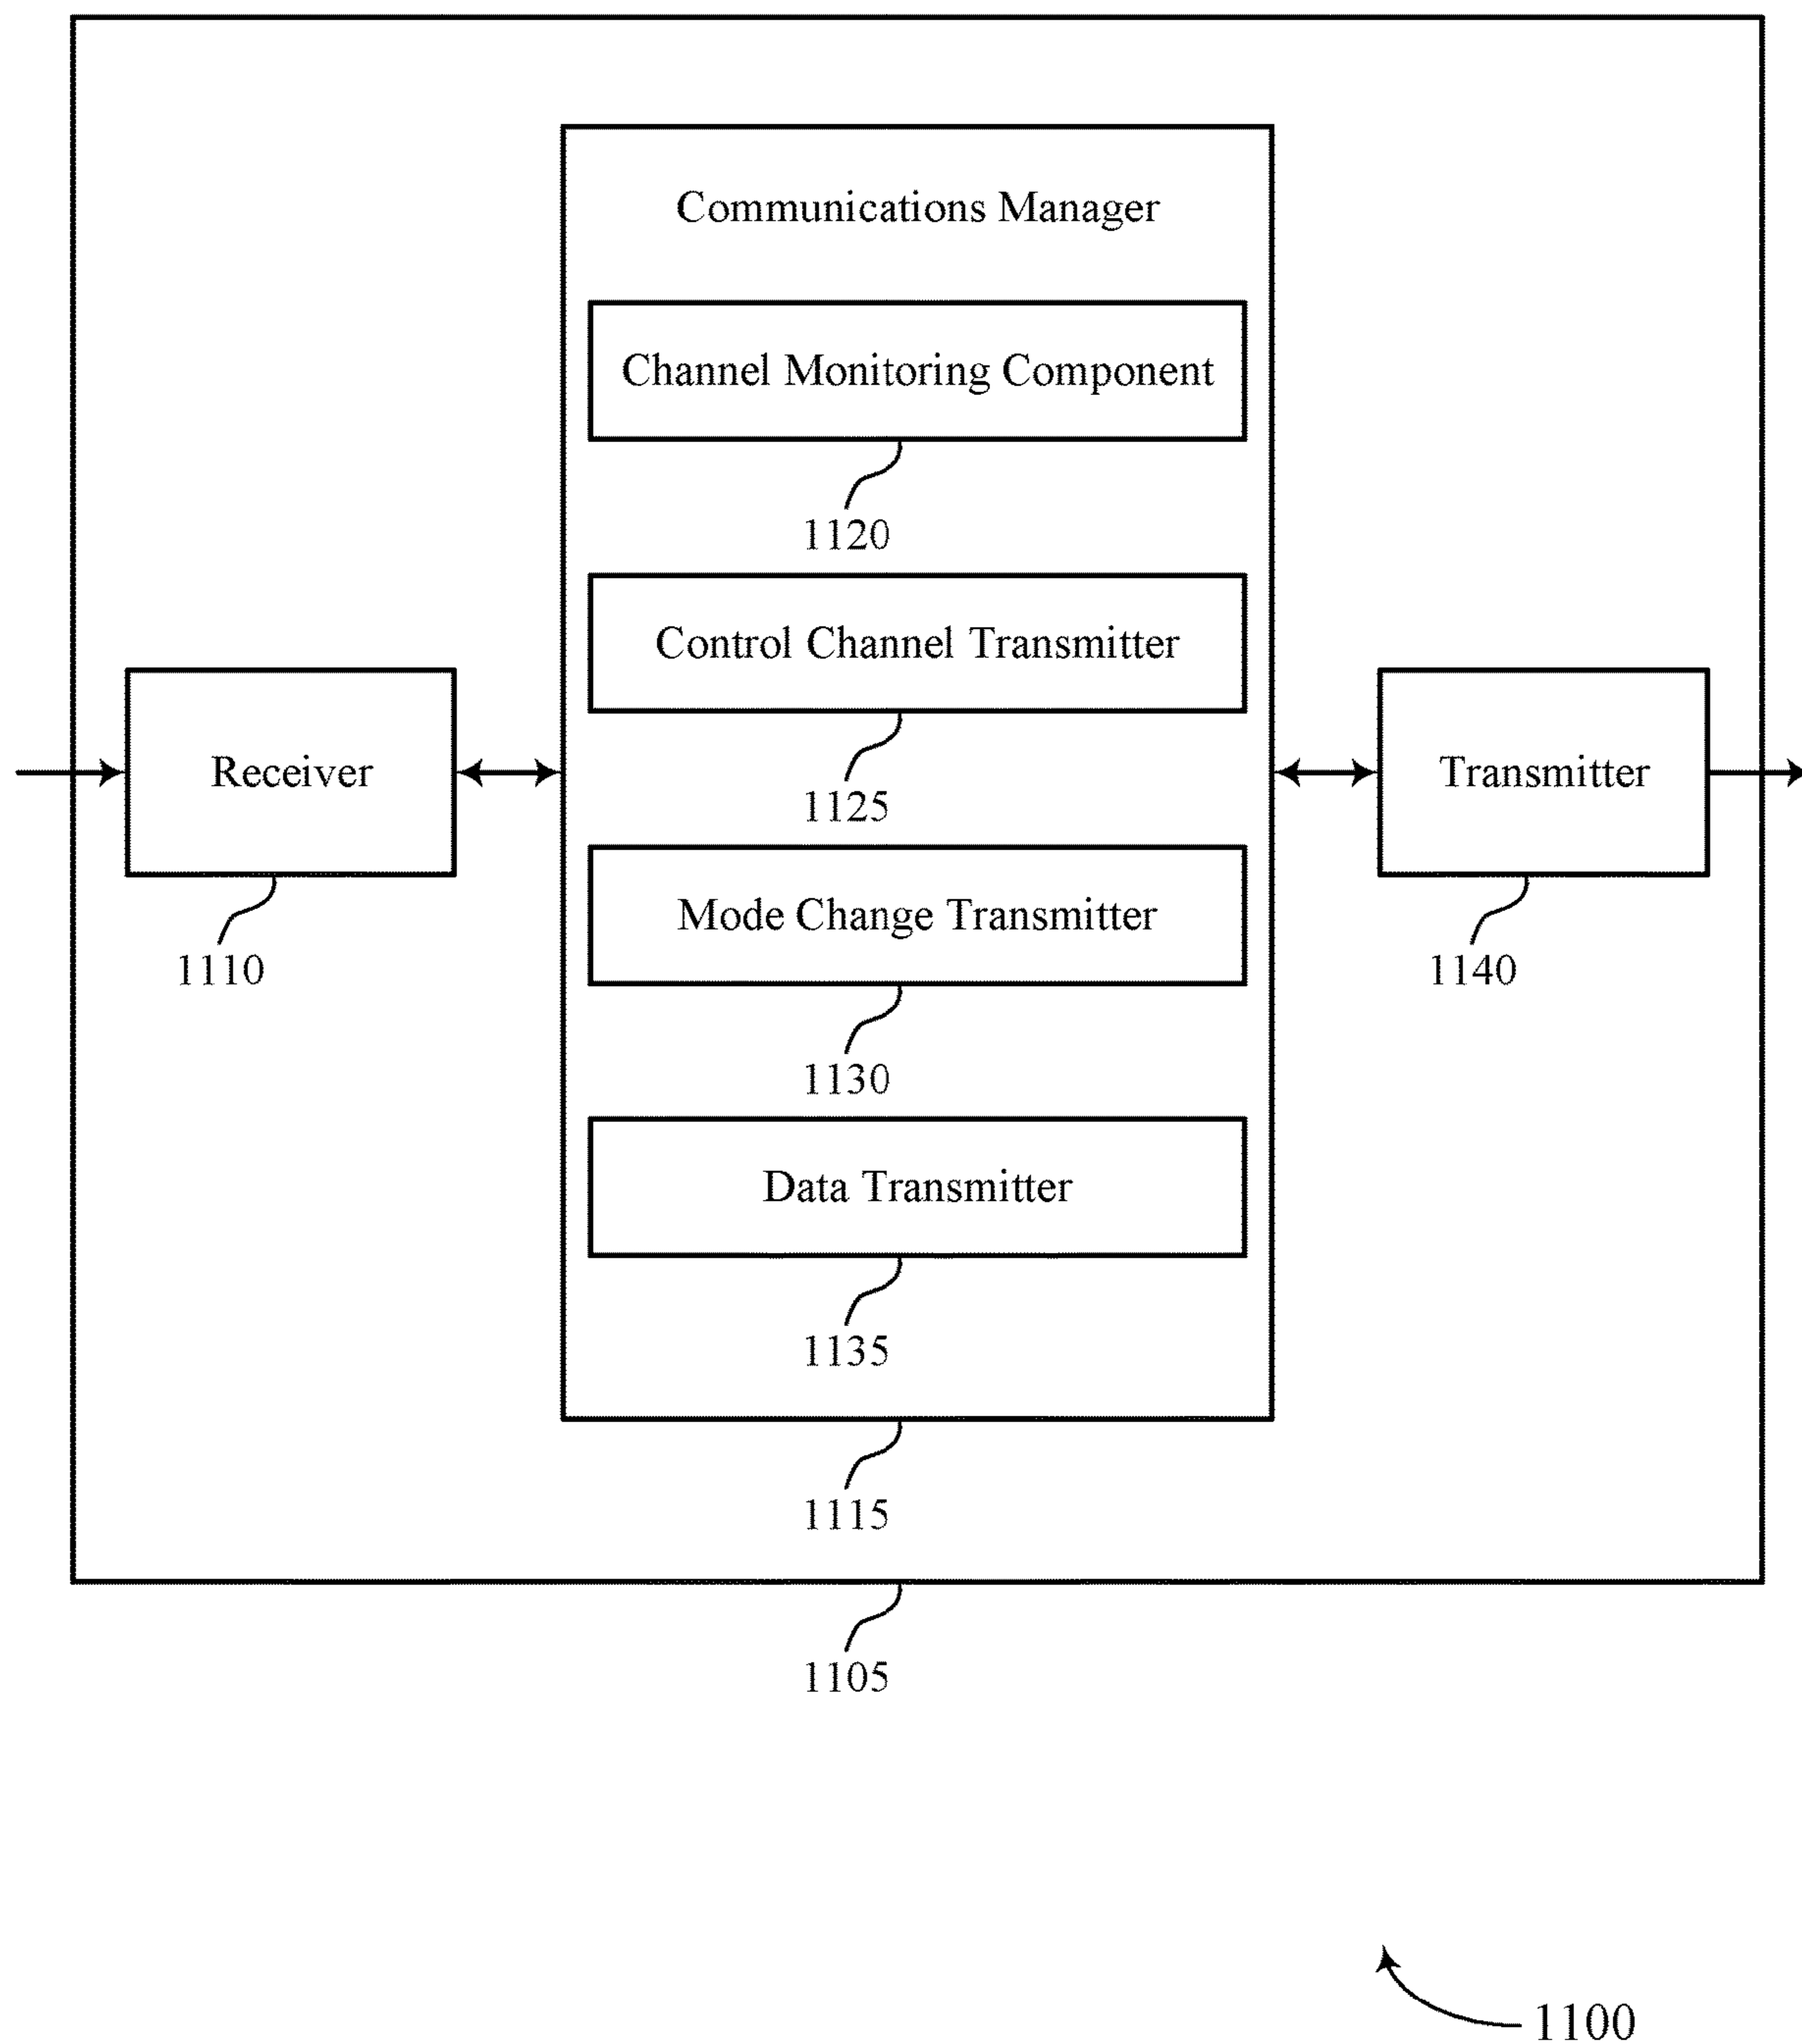 Communications Manager
Channel Monitoring Component
1120
Control Channel Transmitter
1125
Receiver
1110
Transmitter
1140
Mode Change Transmitter
1130
Data Transmitter
1135
1115
1105
1100